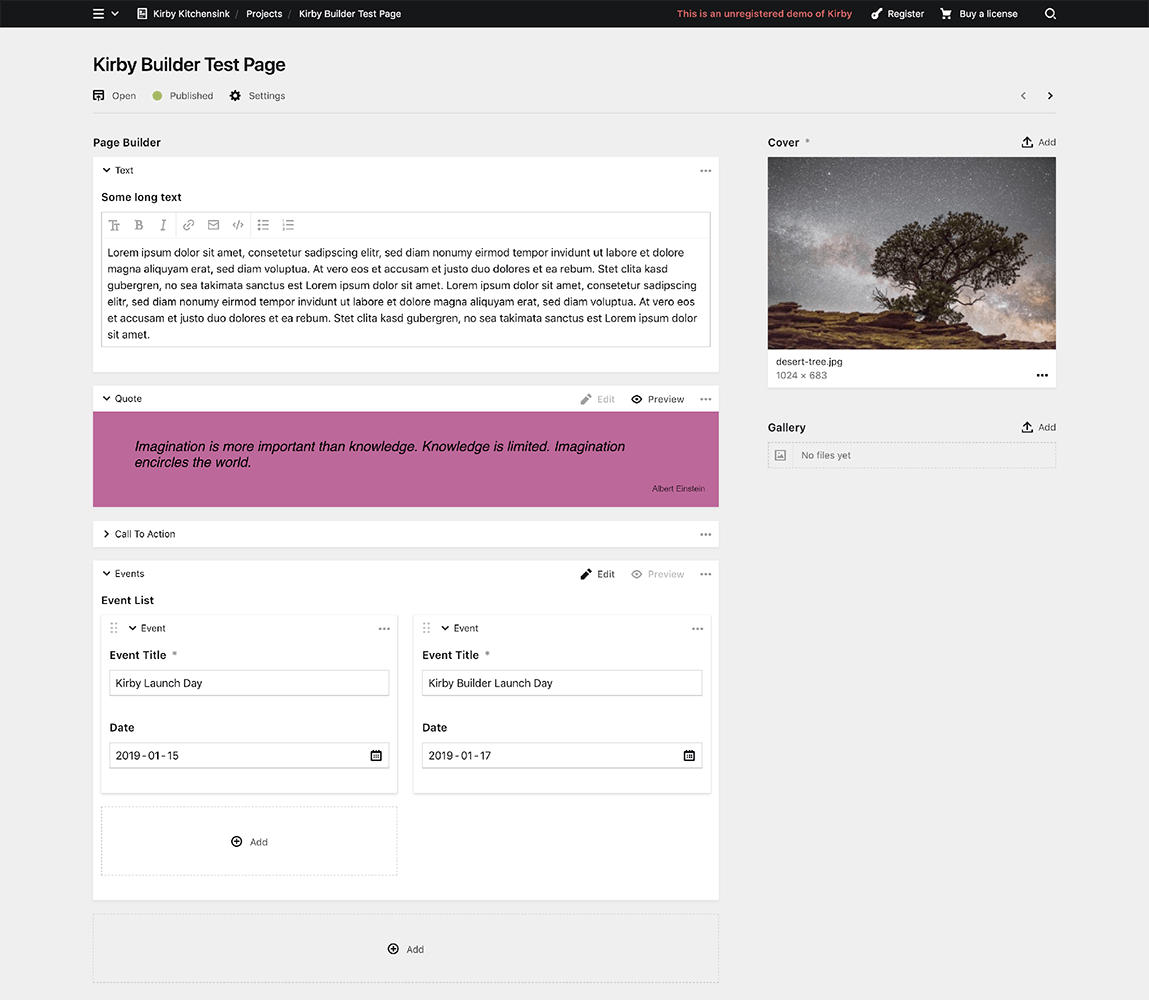 Kirby Kitchensink / Projects / Kirby Builder Test Page
This is an unregistered demo of Kirby Register Buy a license
Kirby Builder Test Page
Open Published Settings
Page Builder
Text
Some long text
Lorem ipsum dolor sit amet, consetetur sadipscing elitr, sed diam nonumy eirmod tempor invidunt ut labore et dolore
magna aliquyam erat, sed diam voluptua. At vero eos et accusam et justo duo dolores et ea rebum. Stet clita kasd
gubergren, no sea takimata sanctus est Lorem ipsum dolor sit amet. Lorem ipsum dolor sit amet, consetetur sadipscing
elitr, sed diam nonumy eirmod tempor invidunt ut labore et dolore magna aliquyam erat, sed diam voluptua. At vero eos
et accusam et justo duo dolores et ea rebum. Stet clita kasd gubergren, no sea takimata sanctus est Lorem ipsum dolor
sit amet.
Quote Edit Preview
Imagination is more important than knowledge. Knowledge is limited. Imagination
encircles the world.
Albert Einstein
Call To Action
Events Edit Preview
Event List
Event
Event Title *
Kirby Launch Day
Date
2019-01-15
Event
Event Title *
Kirby Builder Launch Day
Date
2019-01-17
Add
Add
Cover * Add
desert-tree.jpg
1024 × 683
Gallery Add
No files yet